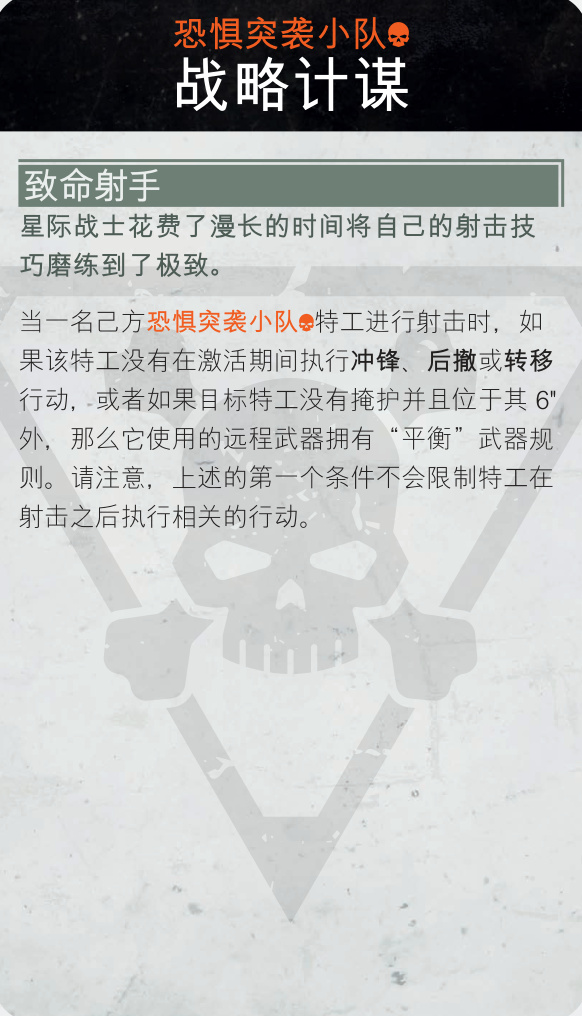 恐惧突袭小队
战略计谋
致命射手
星际战士花费了漫长的时间将自己的射击技
巧磨练到了极致。
当一名己方恐惧突袭小队特工进行射击时，如
果该特工没有在激活期间执行冲锋、后撤或转移
行动，或者如果目标特工没有掩护并且位于其 6"
外，那么它使用的远程武器拥有“平衡”武器规
则。请注意，上述的第一个条件不会限制特工在
射击之后执行相关的行动。